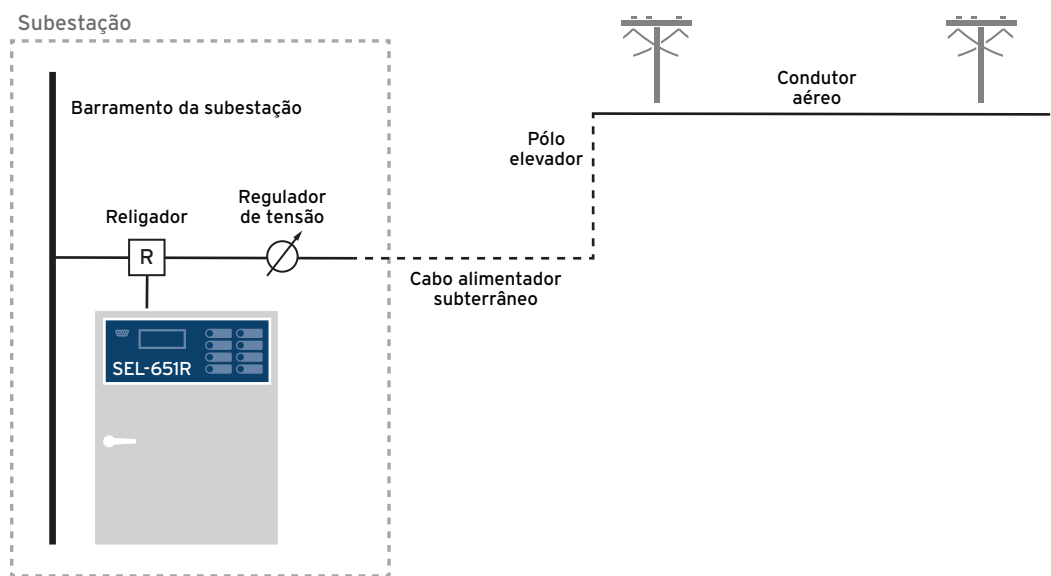 Subestação
Barramento da subestação
Condutor
aéreo
Pólo
elevador
Regulador
de tensão
Religador
R
Cabo alimentador
subterrâneo
SEL-651R